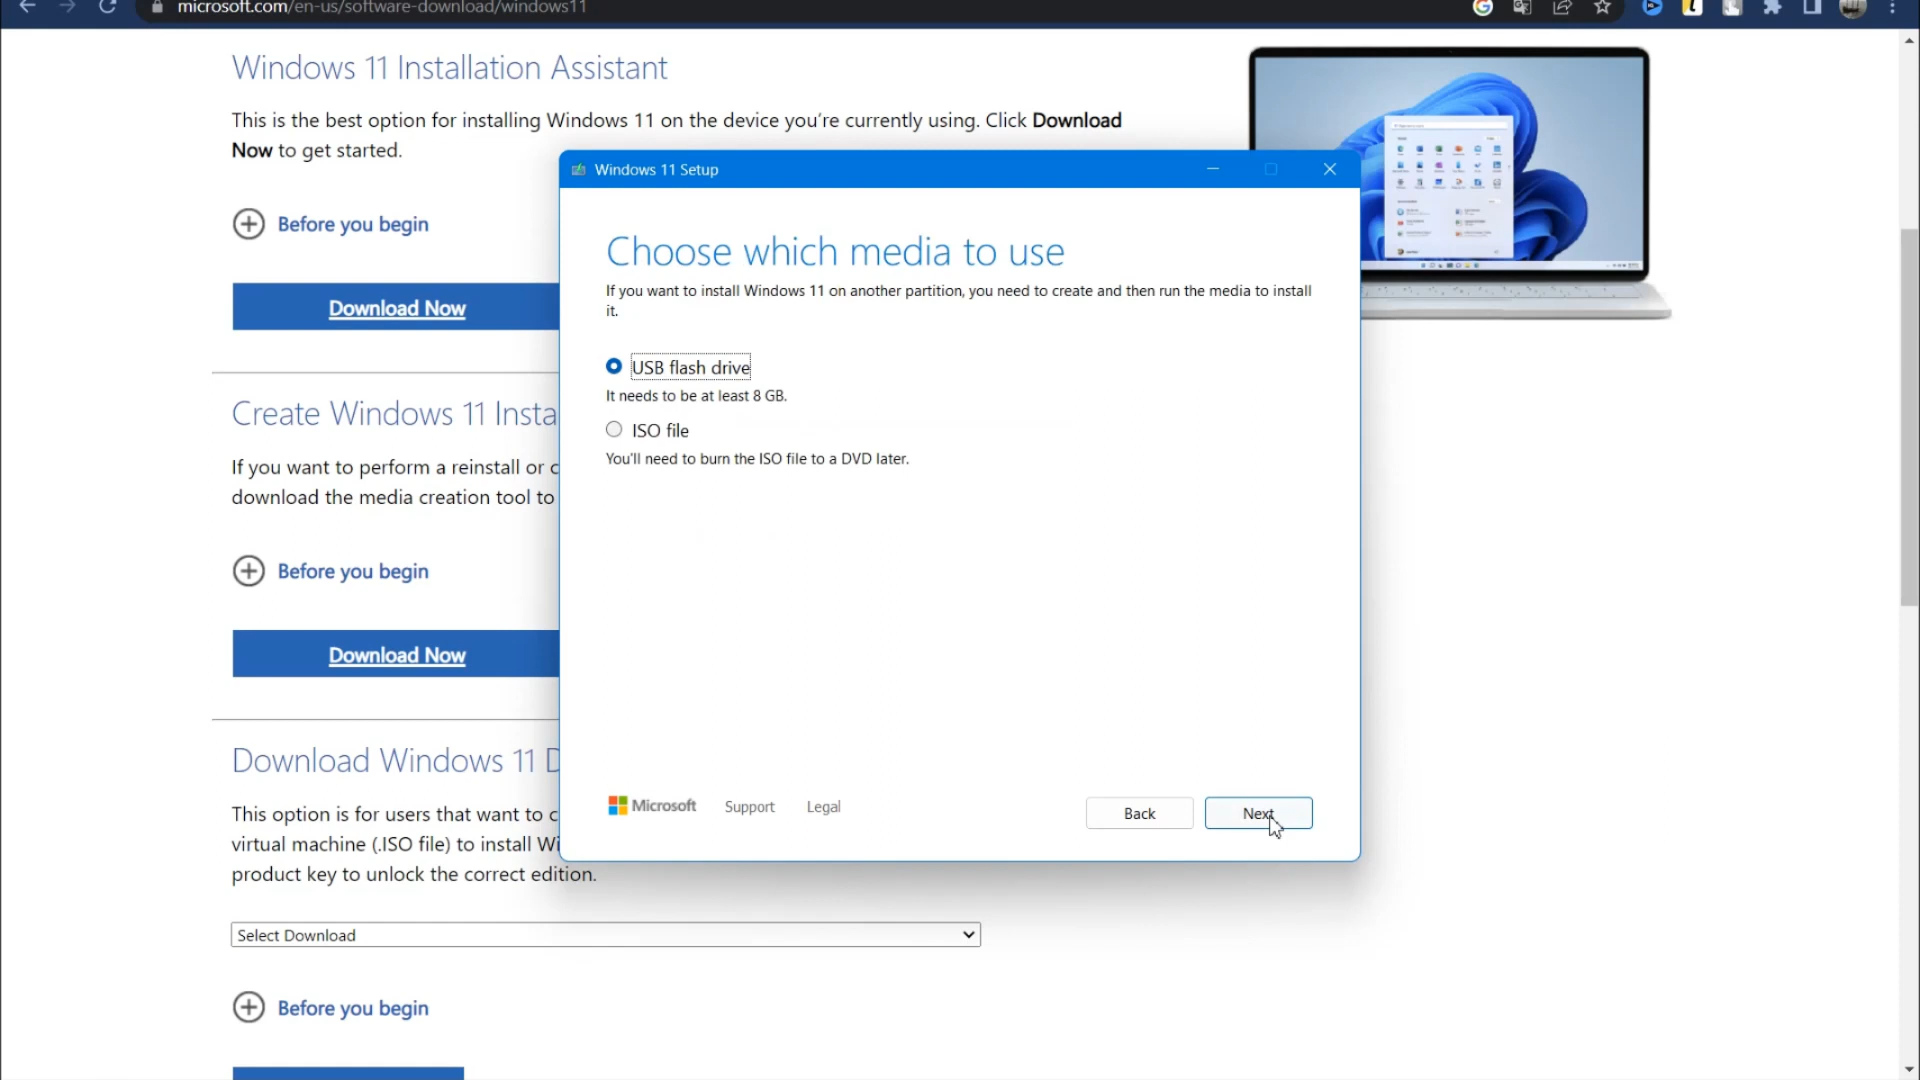 microsoft.com/en-us/software-download/windows11
Windows 11 Installation Assistant
This is the best option for installing Windows 11 on the device you're currently using. Click Download
Now to get started.
Before you begin
Download Now
Create Windows 11 Insta
If you want to perform a reinstall or c
download the media creation tool to
Before you begin
Download Now
Download Windows 11 D
This option is for users that want to c
virtual machine (.ISO file) to install Wi
product key to unlock the correct edition.
Select Download
Before you begin
Windows 11 Setup
Choose which media to use
If you want to install Windows 11 on another partition, you need to create and then run the media to install
it.
USB flash drive
It needs to be at least 8 GB.
ISO file
You'll need to burn the ISO file to a DVD later.
Microsoft
Support
Legal
Back
Next